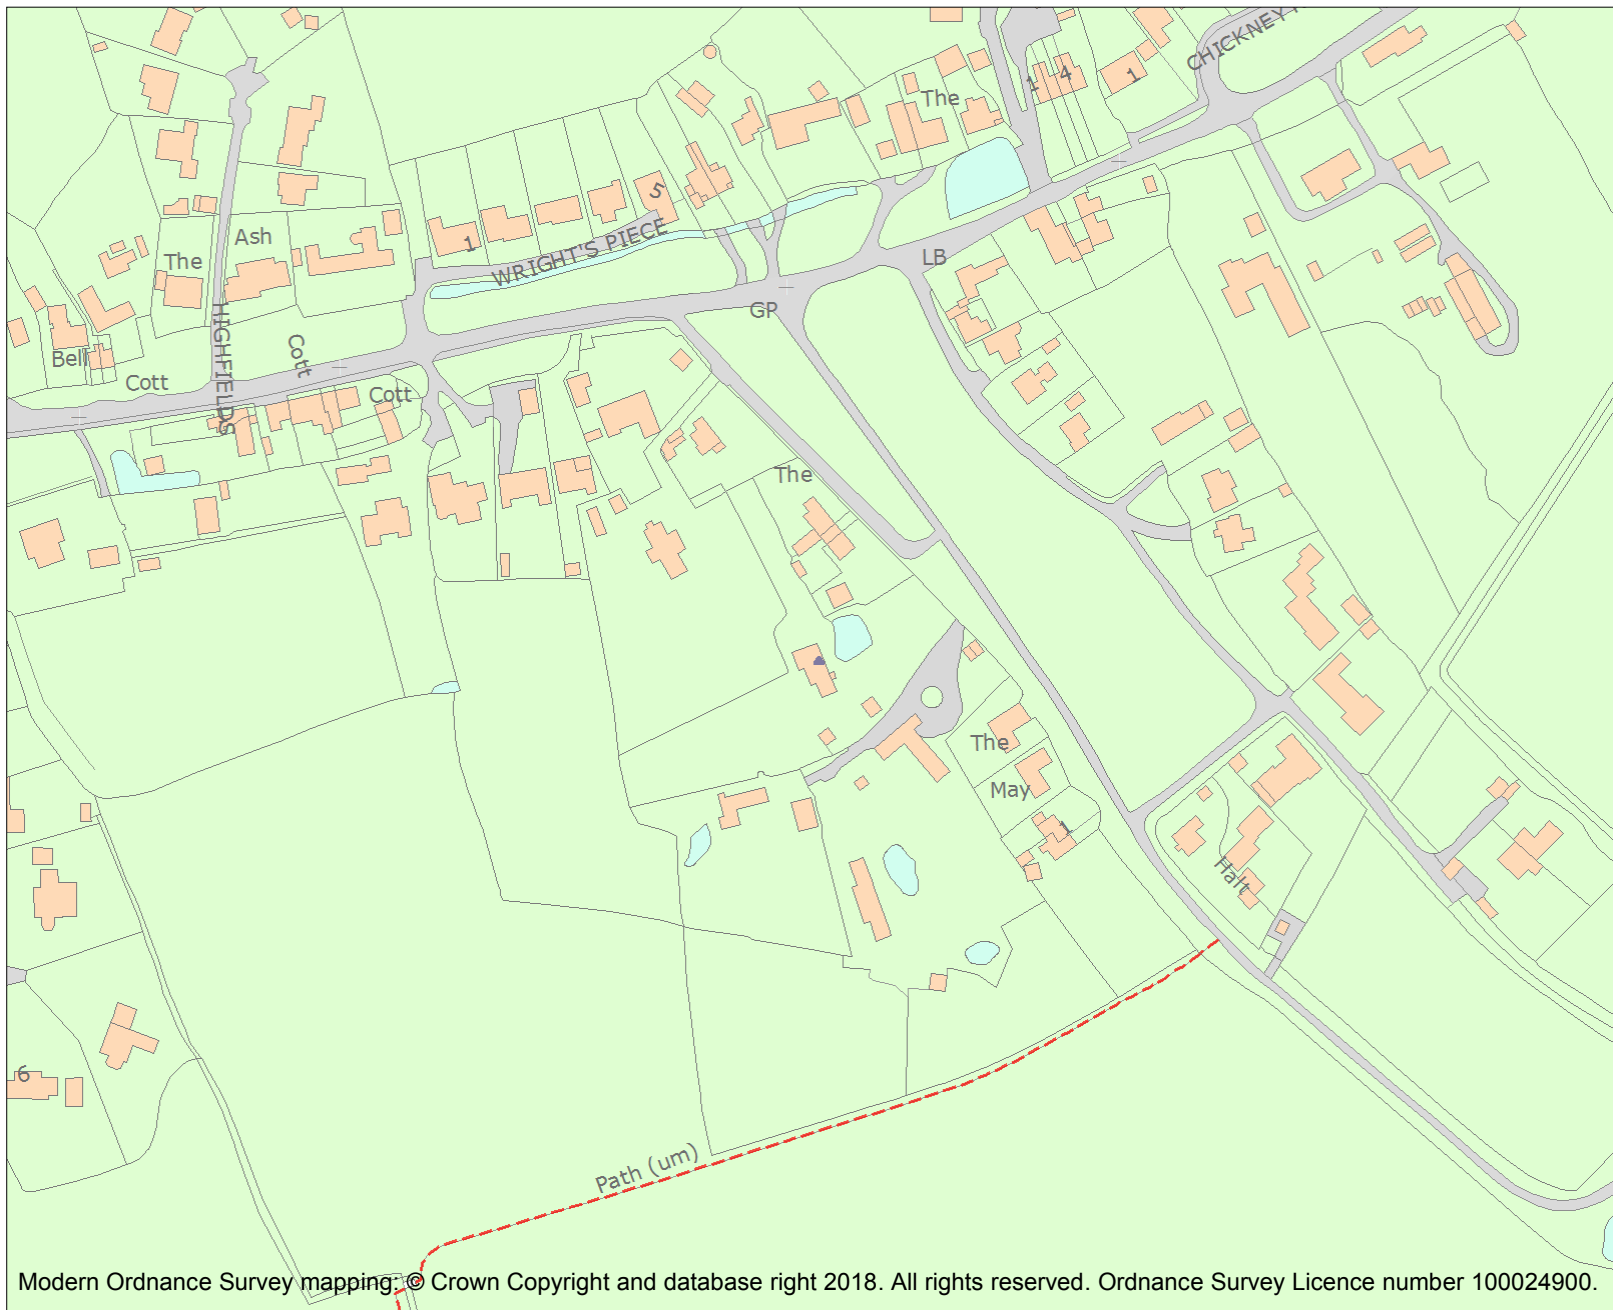 CHICKNEY
The
1
4
1
5
Ash
The
1
WRIGHT'S PIECE
LB
GP
HIGHFIELDS
Cott
Bell
Cott
Cott
The
The
May
1
Halt
6
Path (um)
Modern Ordnance Survey mapping: © Crown Copyright and database right 2018. All rights reserved. Ordnance Survey Licence number 100024900.